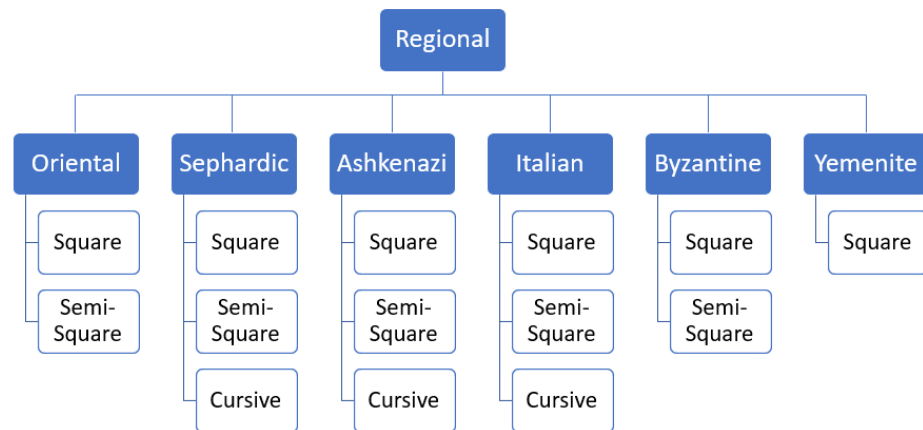 Regional
Oriental
Square
Semi-
Square
Sephardic
Square
Semi-
Square
Cursive
Ashkenazi
Square
Semi-
Square
Cursive
Italian
Square
Semi-
Square
Cursive
Byzantine
Square
Semi-
Square
Yemenite
Square